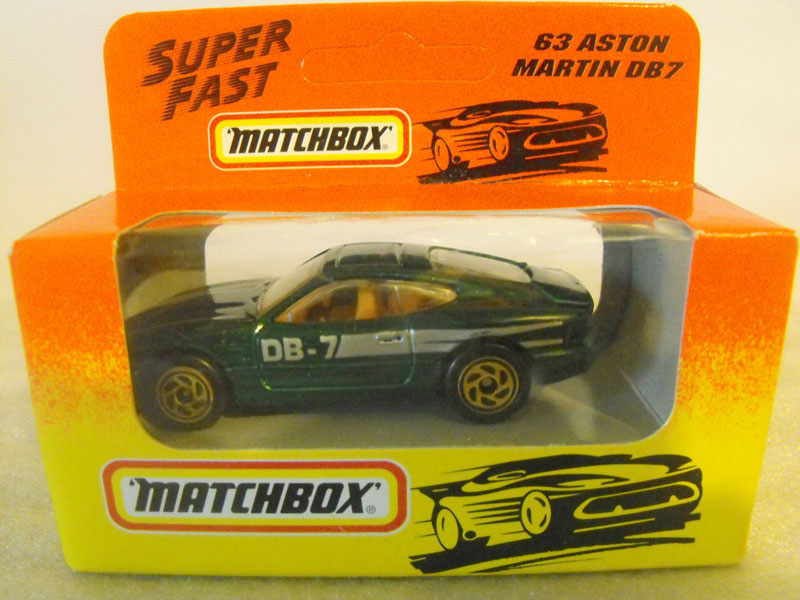 SUPER
FAST
63 ASTON
MARTIN DB7
"MATCHBOX"®
DB-7
"MATCHBOX"®